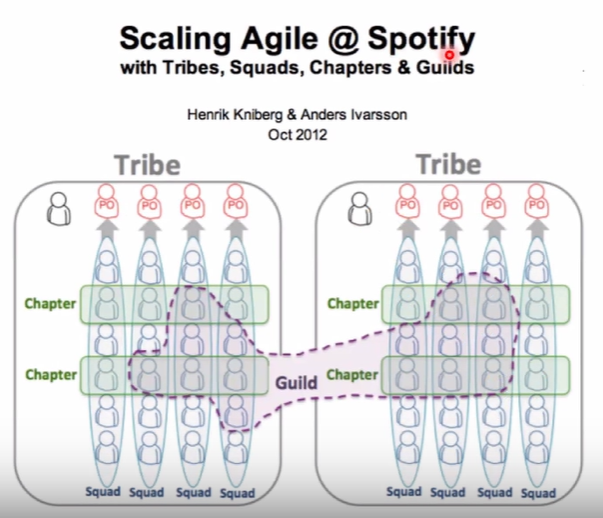 Scaling Agile @ Spotify
with Tribes, Squads, Chapters & Guilds
Henrik Kniberg & Anders Ivarsson
Oct 2012
Tribe Tribe
PO PO PO PO PO PO PO PO
Chapter Chapter
Chapter Guild Chapter
Squad Squad Squad Squad Squad Squad Squad Squad